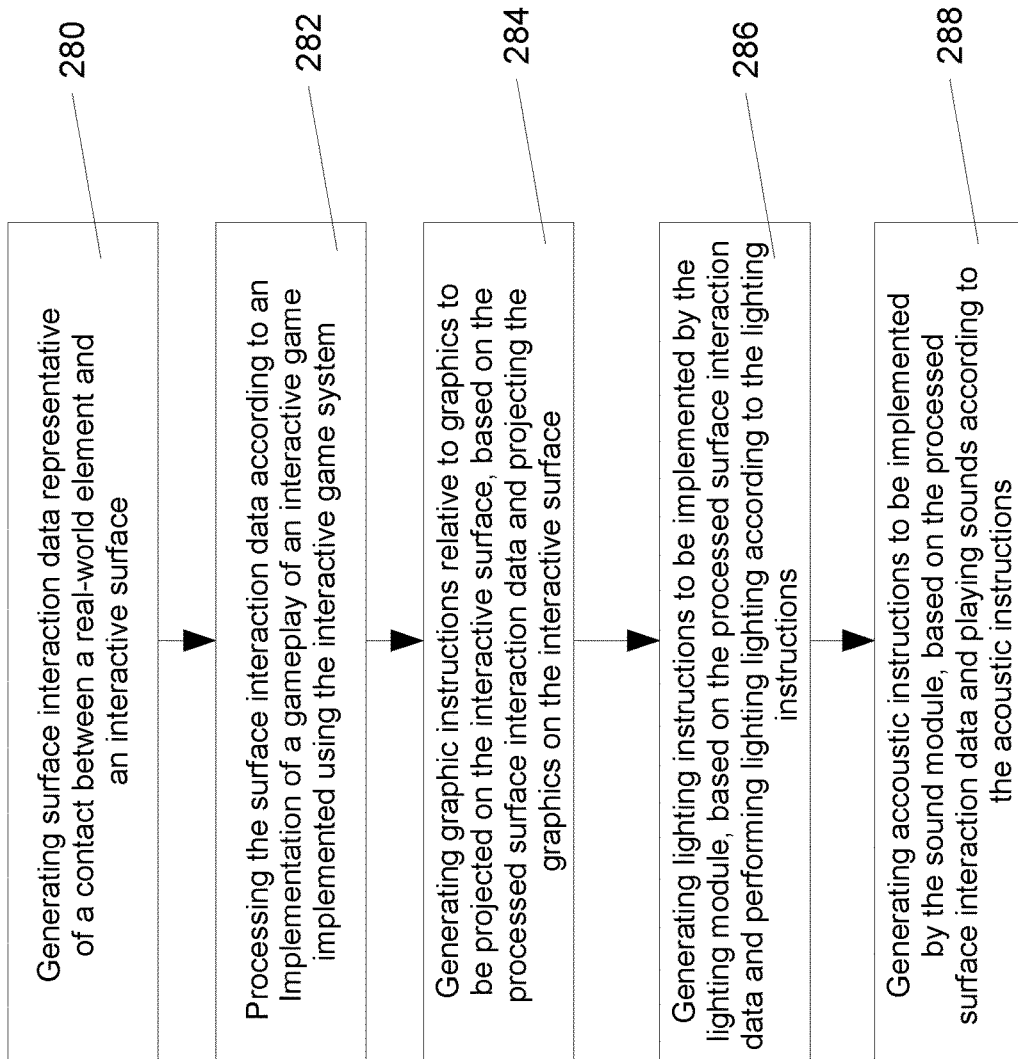 Generating surface interaction data representative
of a contact between a real-world element and
an interactive surface
280
Processing the surface interaction data according to an
Implementation of a gameplay of an interactive game
implemented using the interactive game system
282
Generating graphic instructions relative to graphics to
be projected on the interactive surface, based on the
processed surface interaction data and projecting the
graphics on the interactive surface
284
Generating lighting instructions to be implemented by the
lighting module, based on the processed surface interaction
data and performing lighting lighting according to the lighting
instructions
286
Generating accoustic instructions to be implemented
by the sound module, based on the processed
surface interaction data and playing sounds according to
the acoustic instructions
288